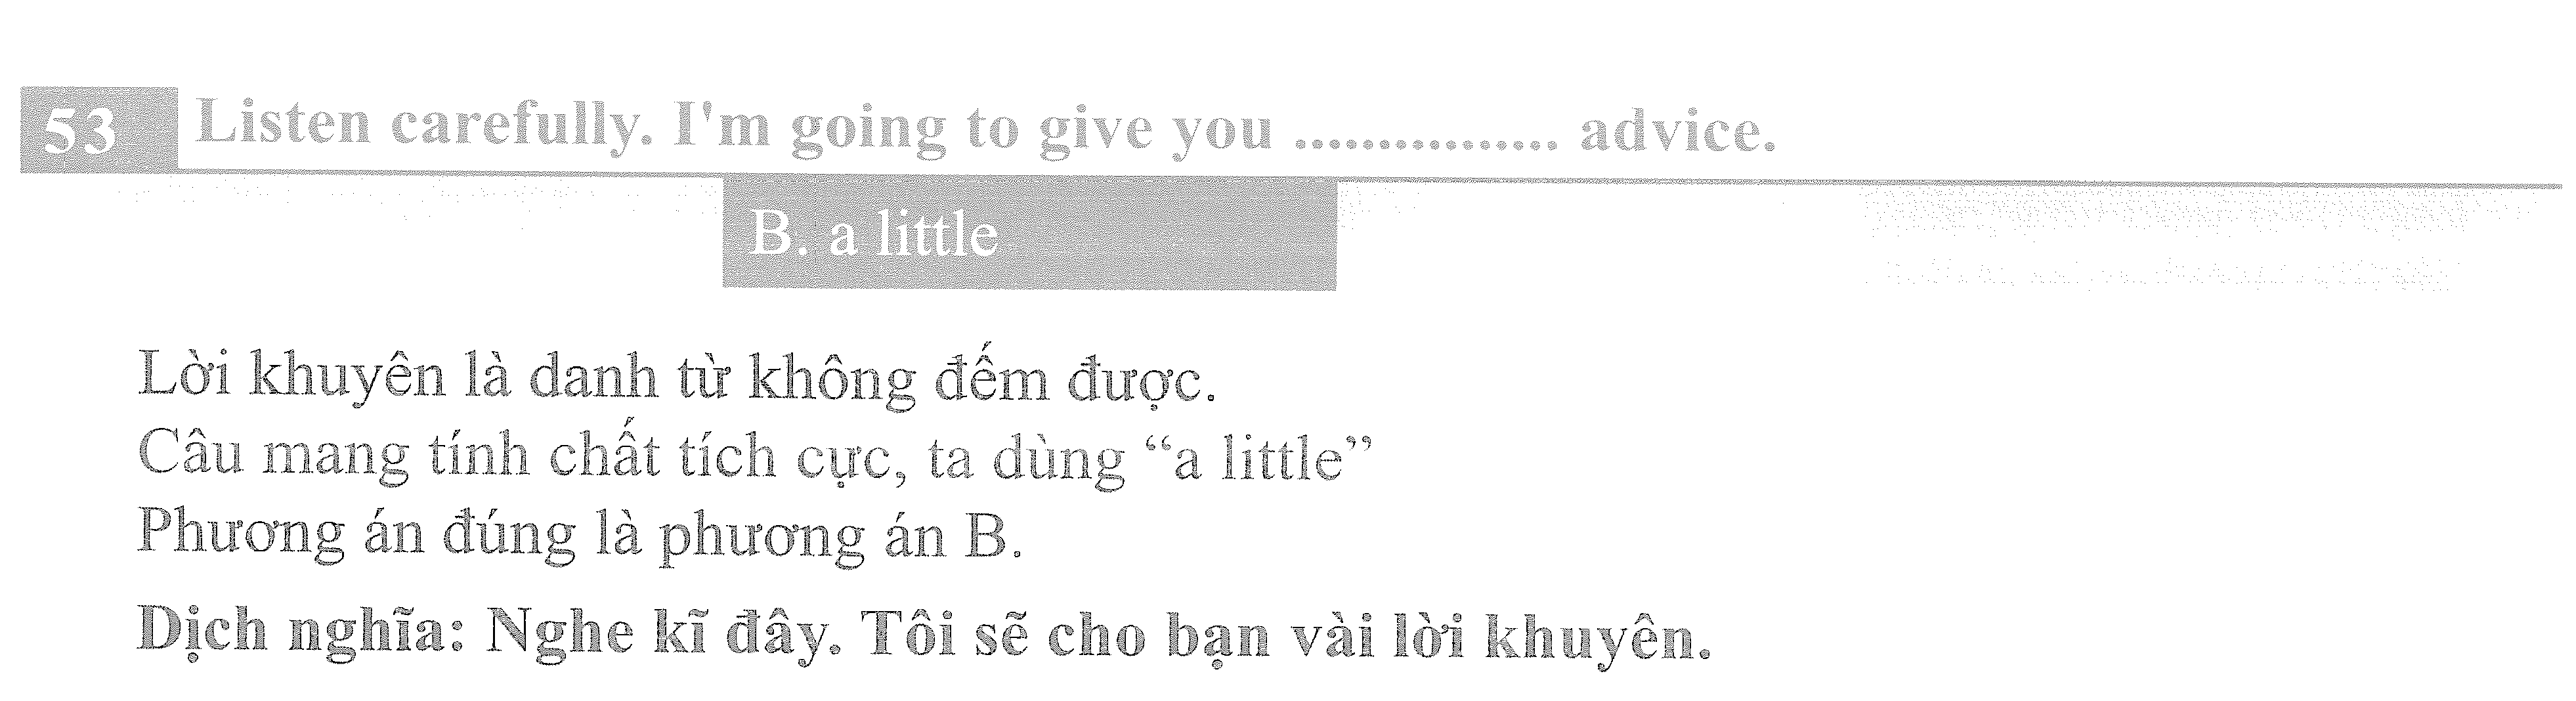 53 Listen carefully. I'm going to give you ............... advice.
B. a little
Lời khuyên là danh từ không đếm được.
Câu mang tính chất tích cực, ta dùng “a little”
Phương án đúng là phương án B.
Dịch nghĩa: Nghe kĩ đây. Tôi sẽ cho bạn vài lời khuyên.